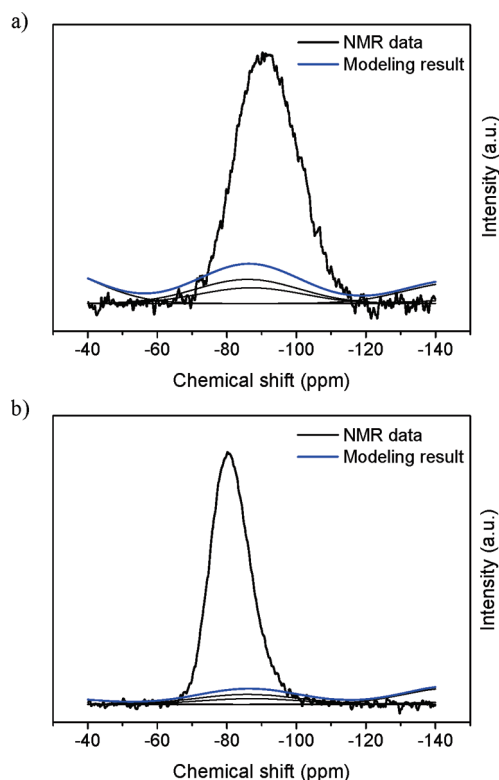 a)
NMR data
Modeling result
Intensity (a.u.)
-40 -60 -80 -100 -120 -140
Chemical shift (ppm)
b)
NMR data
Modeling result
Intensity (a.u.)
-40 -60 -80 -100 -120 -140
Chemical shift (ppm)